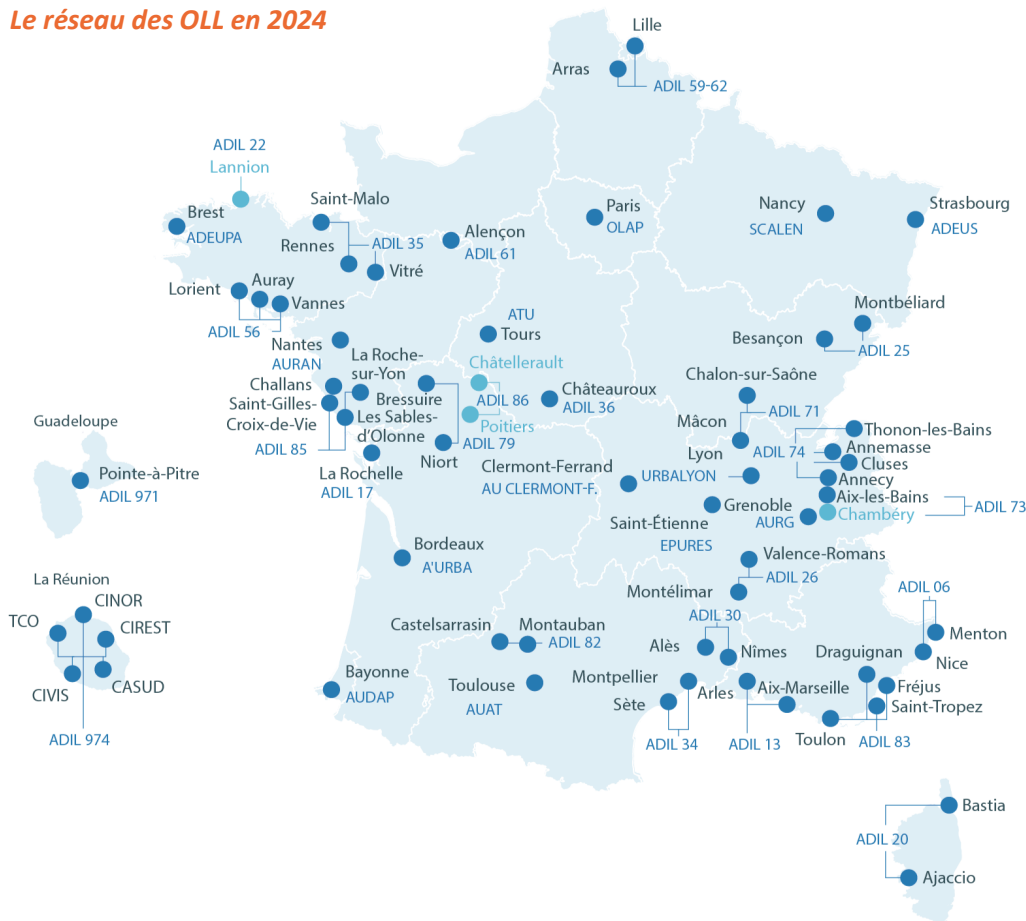 Le réseau des OLL en 2024
Lille
Arras
ADIL 59-62
ADIL 22
Lannion
Brest
ADEUPA
Saint-Malo
Rennes
ADIL 35
Vitré
Alençon
ADIL 61
Paris
OLAP
Nancy
SCALEN
Strasbourg
ADEUS
Lorient
Auray
Vannes
ADIL 56
Nantes
AURAN
ATU
Tours
Montbéliard
Besançon
ADIL 25
La Roche-
sur-Yon
Challans
Saint-Gilles-
Croix-de-Vie
Les Sables-
d'Olonne
ADIL 85
Bressuire
Niort
ADIL 79
Châtellerault
ADIL 86
Poitiers
Châteauroux
ADIL 36
Chalon-sur-Saône
ADIL 71
Mâcon
Lyon
URBALYON
ADIL 74
Thonon-les-Bains
Annemasse
Cluses
Annecy
Aix-les-Bains
Chambéry
ADIL 73
La Rochelle
ADIL 17
Clermont-Ferrand
AU CLERMONT-F.
Saint-Étienne
EPURES
Grenoble
AURG
Guadeloupe
Pointe-à-Pitre
ADIL 971
Bordeaux
A'URBA
Valence-Romans
ADIL 26
Montélimar
La Réunion
CINOR
TCO
CIREST
CIVIS
CASUD
ADIL 974
Castelsarrasin
Montauban
ADIL 82
ADIL 30
Alès
Nîmes
ADIL 06
Menton
Nice
Bayonne
AUDAP
Toulouse
AUAT
Montpellier
Sète
ADIL 34
Arles
Aix-Marseille
ADIL 13
Draguignan
Fréjus
Saint-Tropez
Toulon
ADIL 83
Bastia
ADIL 20
Ajaccio